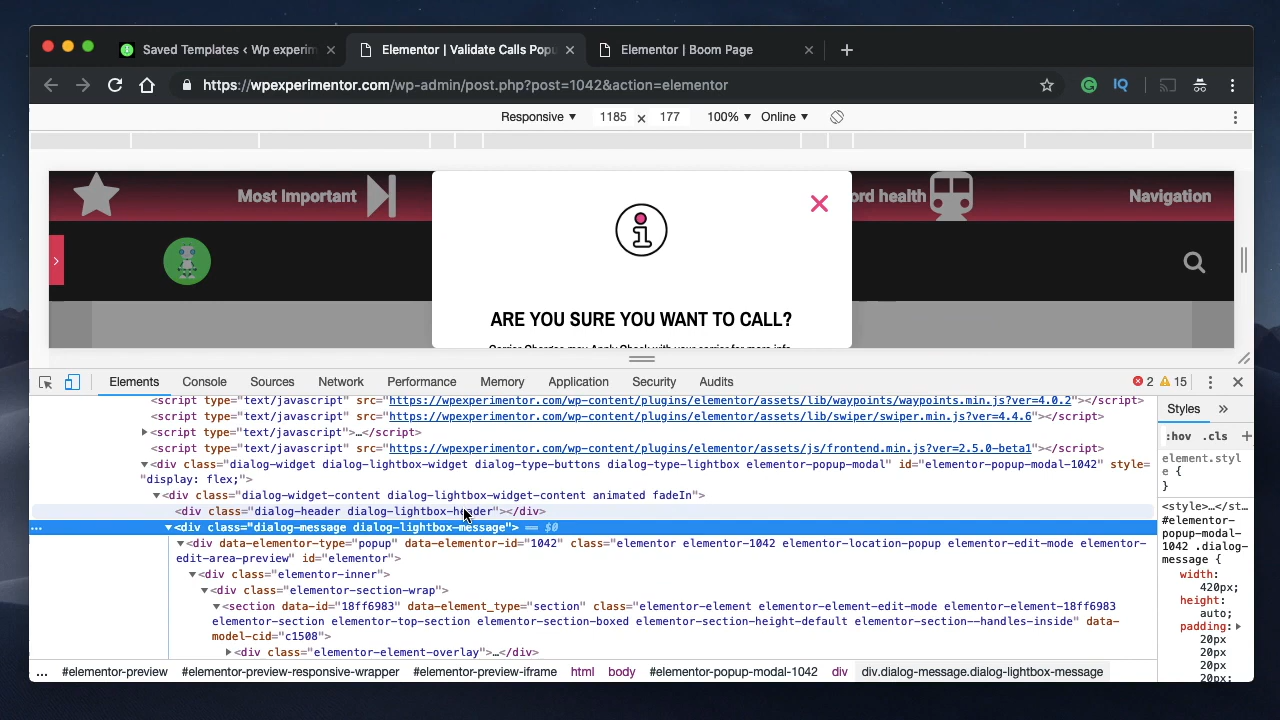 Saved Templates ‹ Wp experim
Elementor | Validate Calls Popu
Elementor | Boom Page
https://wpexperimentor.com/wp-admin/post.php?post=1042&action=elementor
IQ
Responsive 1185 x 177 100% Online
Most Important
ord health
Navigation
ARE YOU SURE YOU WANT TO CALL?
Carrier Charges may Apply Check with your carrier for more info
Elements Console Sources Network Performance Memory Application Security Audits 2 15
<script type="text/javascript" src="https://wpexperimentor.com/wp-content/plugins/elementor/assets/lib/waypoints/waypoints.min.js?ver=4.0.2"></script>
<script type="text/javascript" src="https://wpexperimentor.com/wp-content/plugins/elementor/assets/lib/swiper/swiper.min.js?ver=4.4.6"></script>
<script type="text/javascript">…</script>
<script type="text/javascript" src="https://wpexperimentor.com/wp-content/plugins/elementor/assets/js/frontend.min.js?ver=2.5.0-beta1"></script>
<div class="dialog-widget dialog-lightbox-widget dialog-type-buttons dialog-type-lightbox elementor-popup-modal" id="elementor-popup-modal-1042" style=
"display: flex;">
<div class="dialog-widget-content dialog-lightbox-widget-content animated fadeIn">
<div class="dialog-header dialog-lightbox-header"></div>
... <div class="dialog-message dialog-lightbox-message"> == $0
<div data-elementor-type="popup" data-elementor-id="1042" class="elementor elementor-1042 elementor-location-popup elementor-edit-mode elementor-
edit-area-preview" id="elementor">
<div class="elementor-inner">
<div class="elementor-section-wrap">
<section data-id="18ff6983" data-element_type="section" class="elementor-element elementor-element-edit-mode elementor-element-18ff6983
elementor-section elementor-top-section elementor-section-boxed elementor-section-height-default elementor-section--handles-inside" data-
model-cid="c1508">
<div class="elementor-element-overlay">…</div>
Styles »
:hov .cls +
element.styl
e {
}
<style>…</st…
#elementor-
popup-modal-
1042 .dialog-
message {
width:
420px;
height:
auto;
padding:
20px
20px
20px
20px;
... #elementor-preview #elementor-preview-responsive-wrapper #elementor-preview-iframe html body #elementor-popup-modal-1042 div div.dialog-message.dialog-lightbox-message